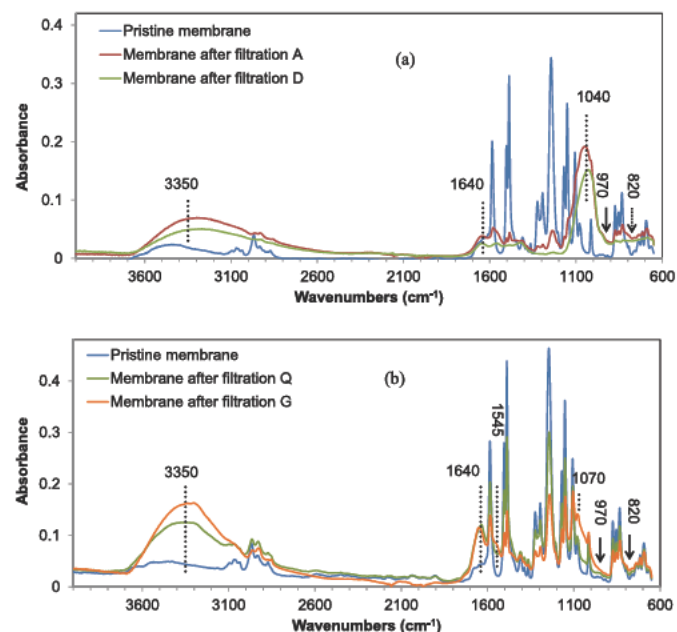 0.4
Pristine membrane
Membrane after filtration A
Membrane after filtration D
(a)
0.3
0.2
0.1
0
Absorbance
3350
1640
1040
970
820
3600 3100 2600 2100 1640 1100 600
Wavenumbers (cm⁻¹)
Pristine membrane
Membrane after filtration Q
Membrane after filtration G
(b)
0.4
0.3
0.2
0.1
0
Absorbance
3350
1640
1545
1070
970
820
3600 3100 2600 2100 1600 1100 600
Wavenumbers (cm⁻¹)